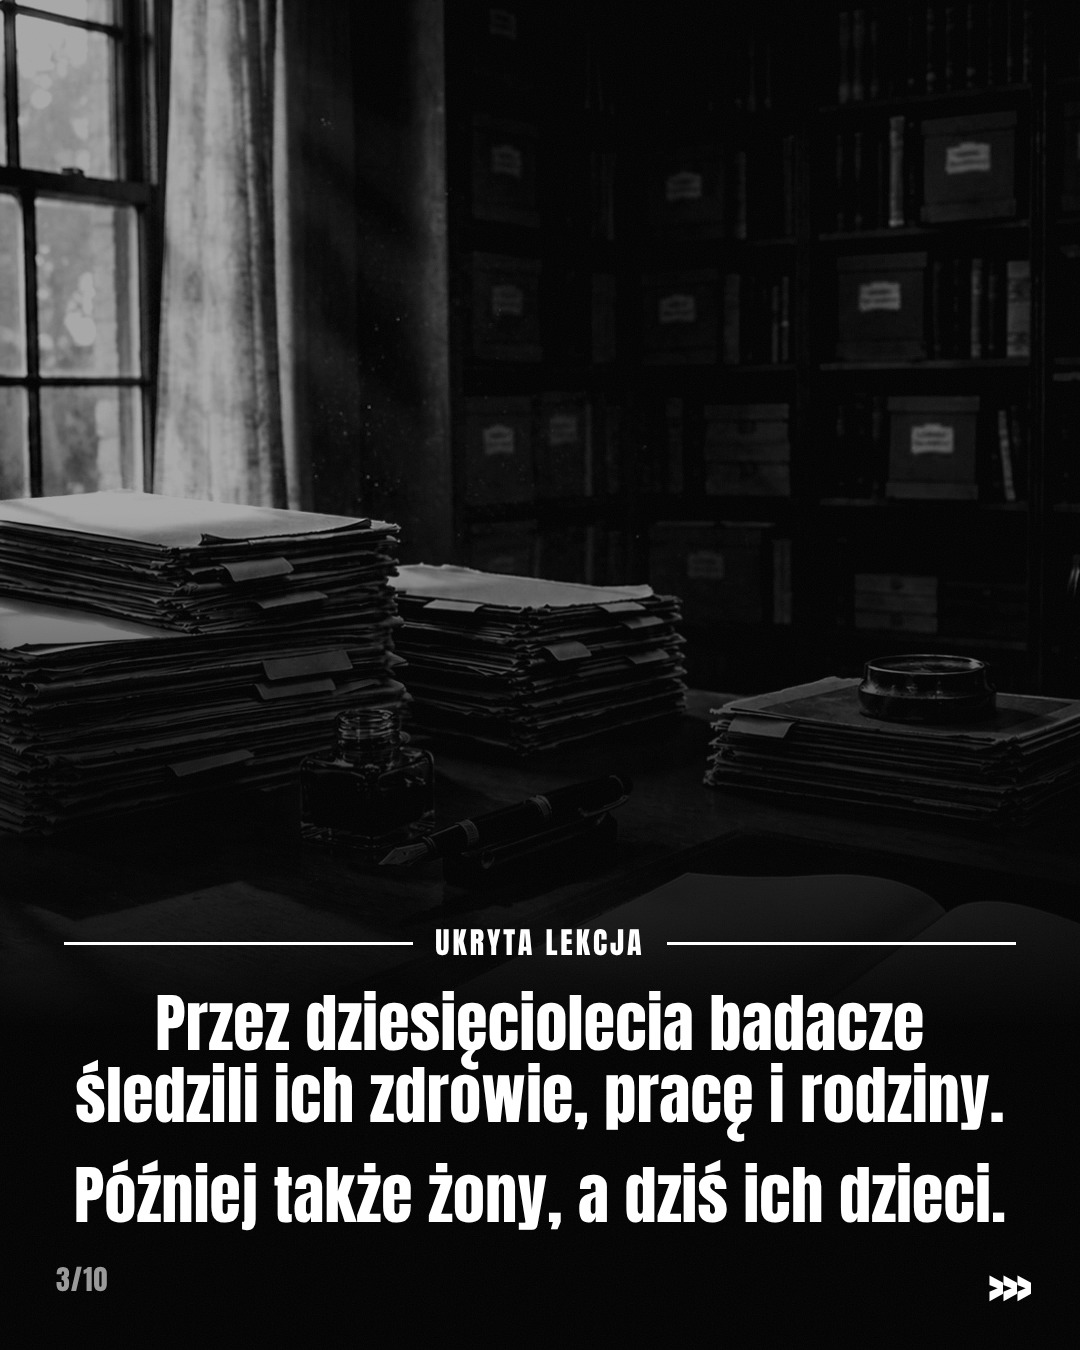 UKRYTA LEKCJA
Przez dziesięciolecia badacze
śledzili ich zdrowie, pracę i rodziny.
Później także żony, a dziś ich dzieci.
3/10
>>>